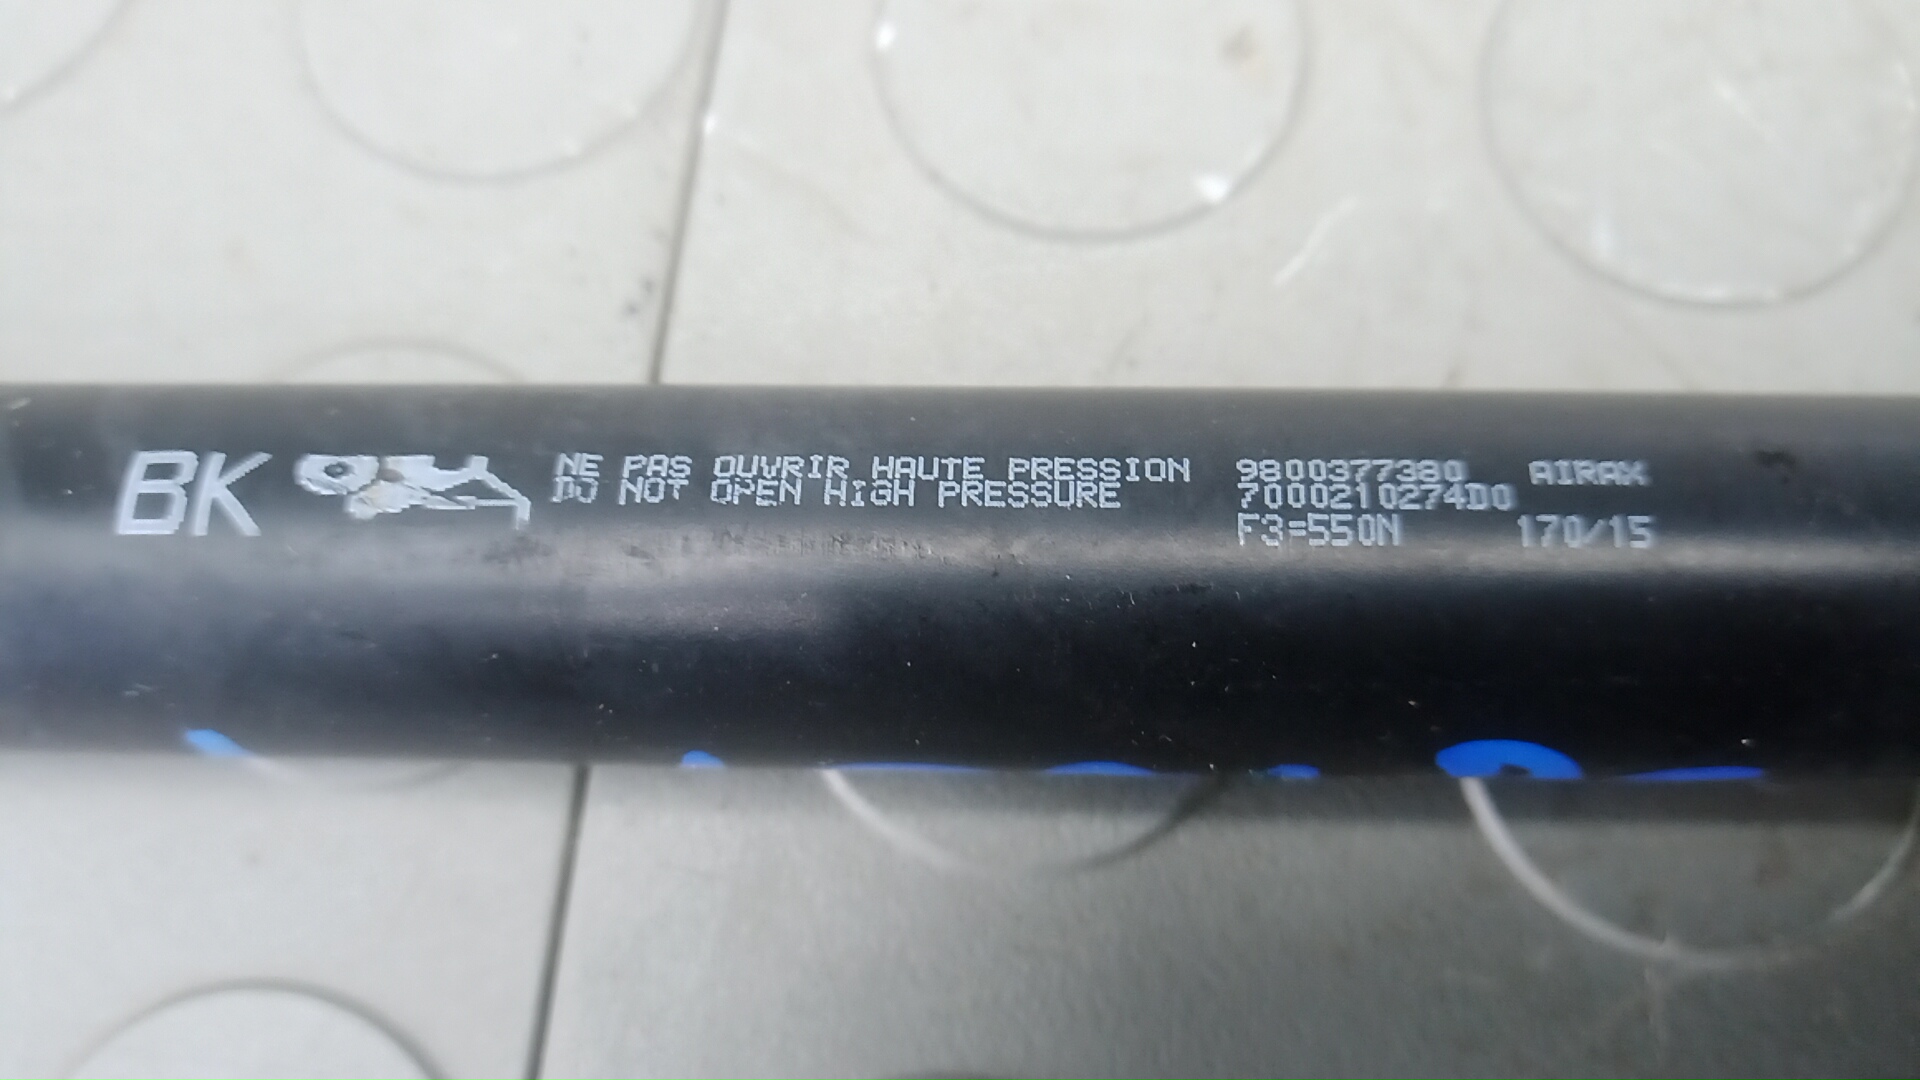 BK
NE PAS OUVRIR HAUTE PRESSION
DO NOT OPEN HIGH PRESSURE
9800377380 AIRAX
7000210274D0
F3=550N 170/15